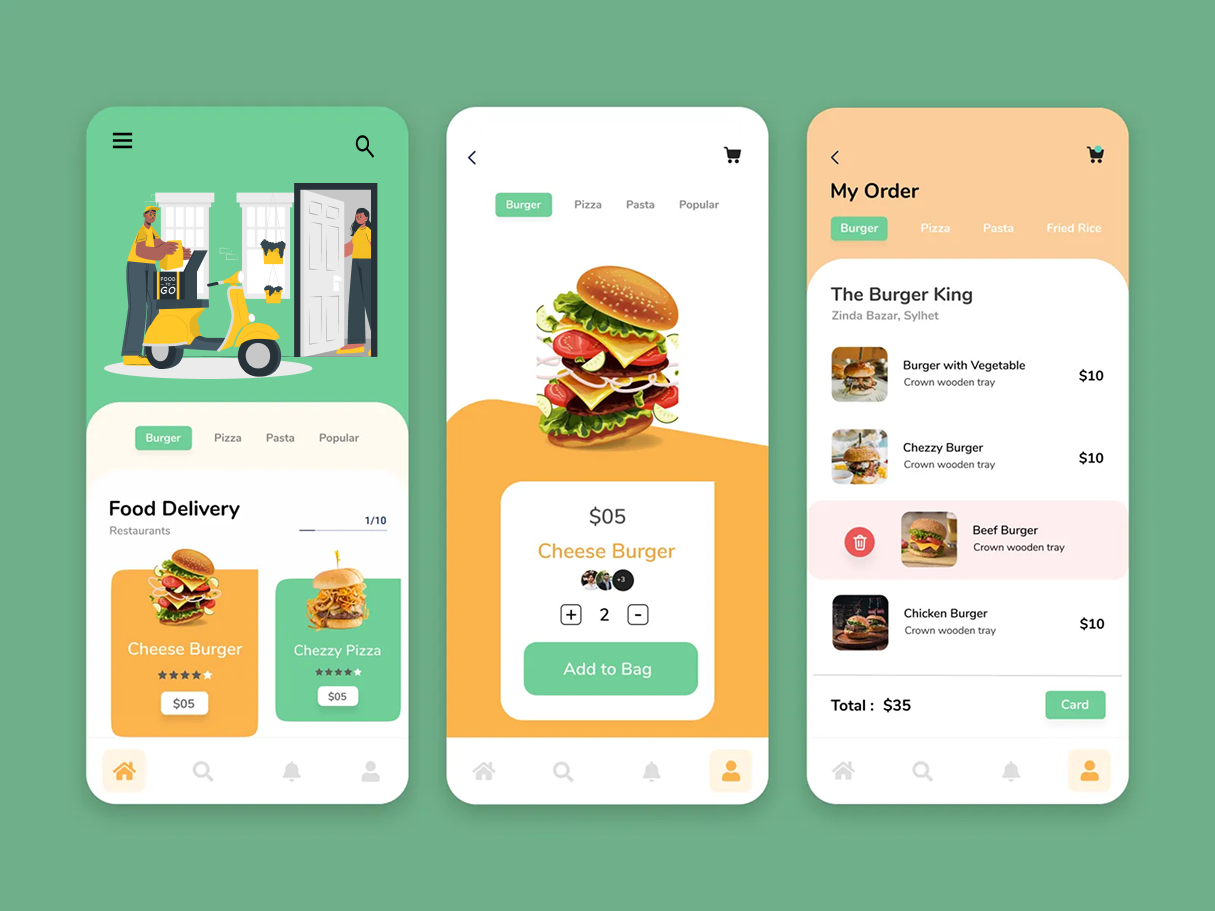 FOOD
TO
GO
Burger Pizza Pasta Popular
Food Delivery
Restaurants
1/10
Cheese Burger
$05
Chezzy Pizza
$05
Burger Pizza Pasta Popular
$05
Cheese Burger
+3
+ 2 -
Add to Bag
My Order
Burger Pizza Pasta Fried Rice
The Burger King
Zinda Bazar, Sylhet
Burger with Vegetable
Crown wooden tray
$10
Chezzy Burger
Crown wooden tray
$10
Beef Burger
Crown wooden tray
Chicken Burger
Crown wooden tray
$10
Total : $35
Card